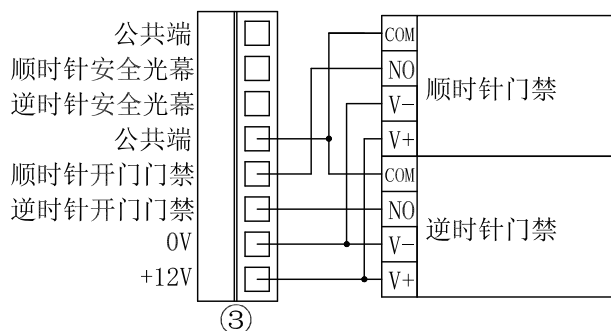 公共端
顺时针安全光幕
逆时针安全光幕
公共端
顺时针开门门禁
逆时针开门门禁
0V
+12V
③
COM
NO
V-
V+
顺时针门禁
COM
NO
V-
V+
逆时针门禁